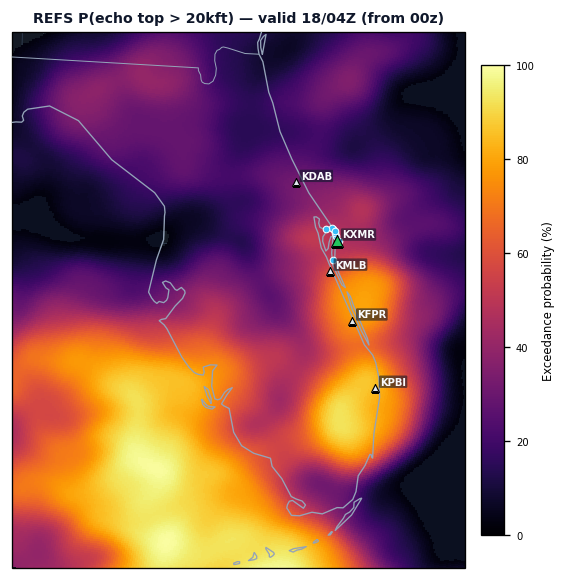 REFS P(echo top > 20kft) — valid 18/04Z (from 00z)
KDAB
KXMR
KMLB
KFPR
KPBI
100
80
60
40
20
0
Exceedance probability (%)